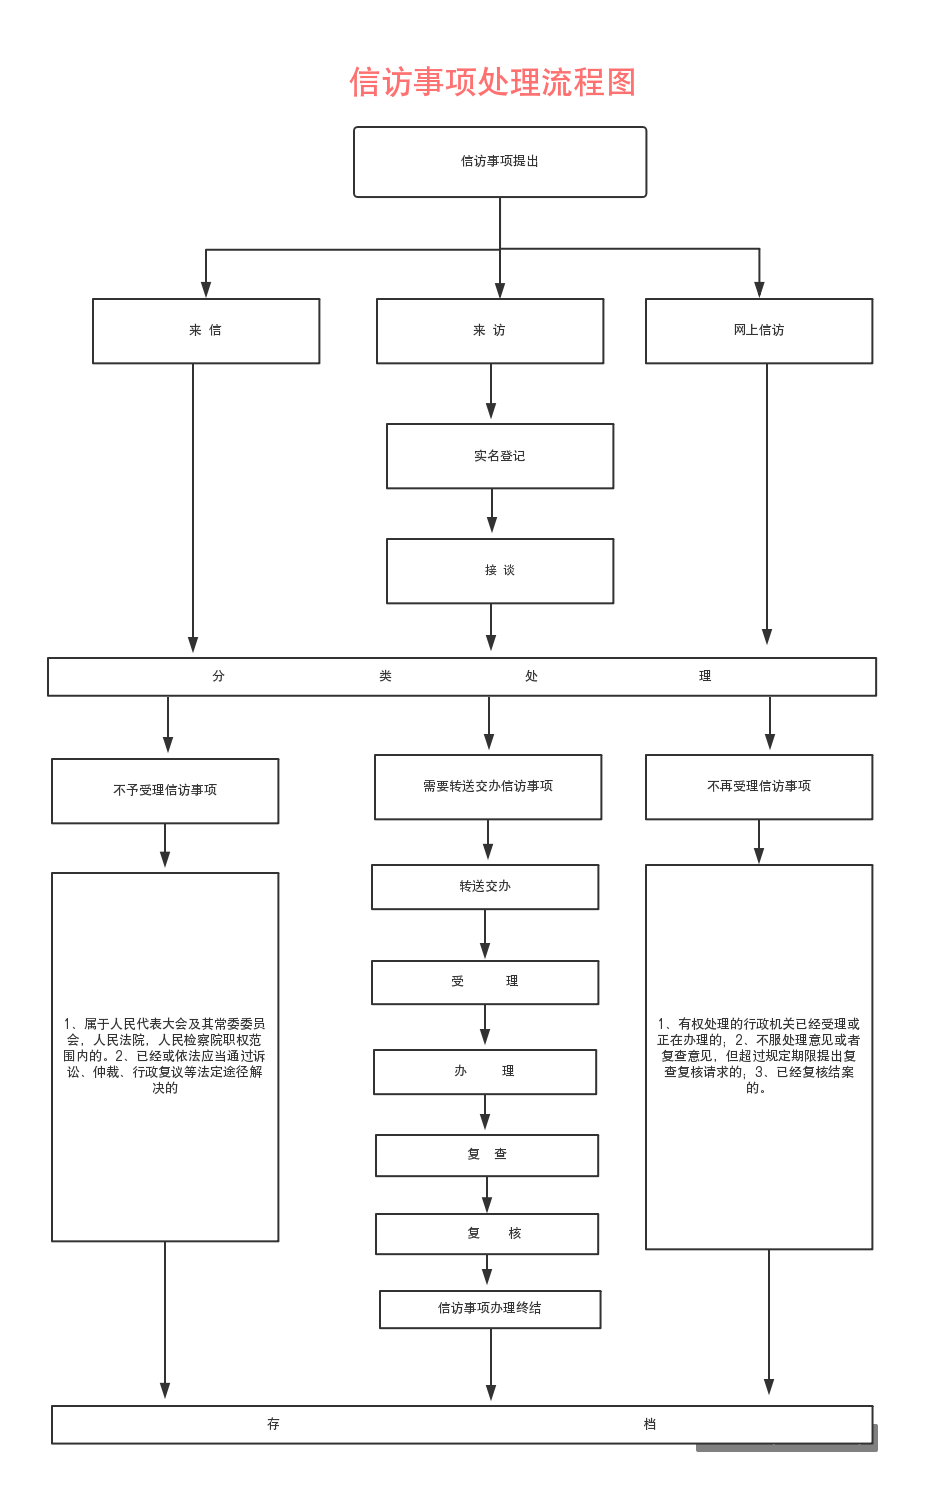 信访事项处理流程图
信访事项提出
来 信
来 访
网上信访
实名登记
接 谈
分 类 处 理
不予受理信访事项
需要转送交办信访事项
不再受理信访事项
转送交办
受 理
办 理
复 查
复 核
信访事项办理终结
1、属于人民代表大会及其常委委员
会，人民法院，人民检察院职权范
围内的。2、已经或依法应当通过诉
讼、仲裁、行政复议等法定途径解
决的
1、有权处理的行政机关已经受理或
正在办理的；2、不服处理意见或者
复查意见，但超过规定期限提出复
查复核请求的；3、已经复核结案
的。
存 档